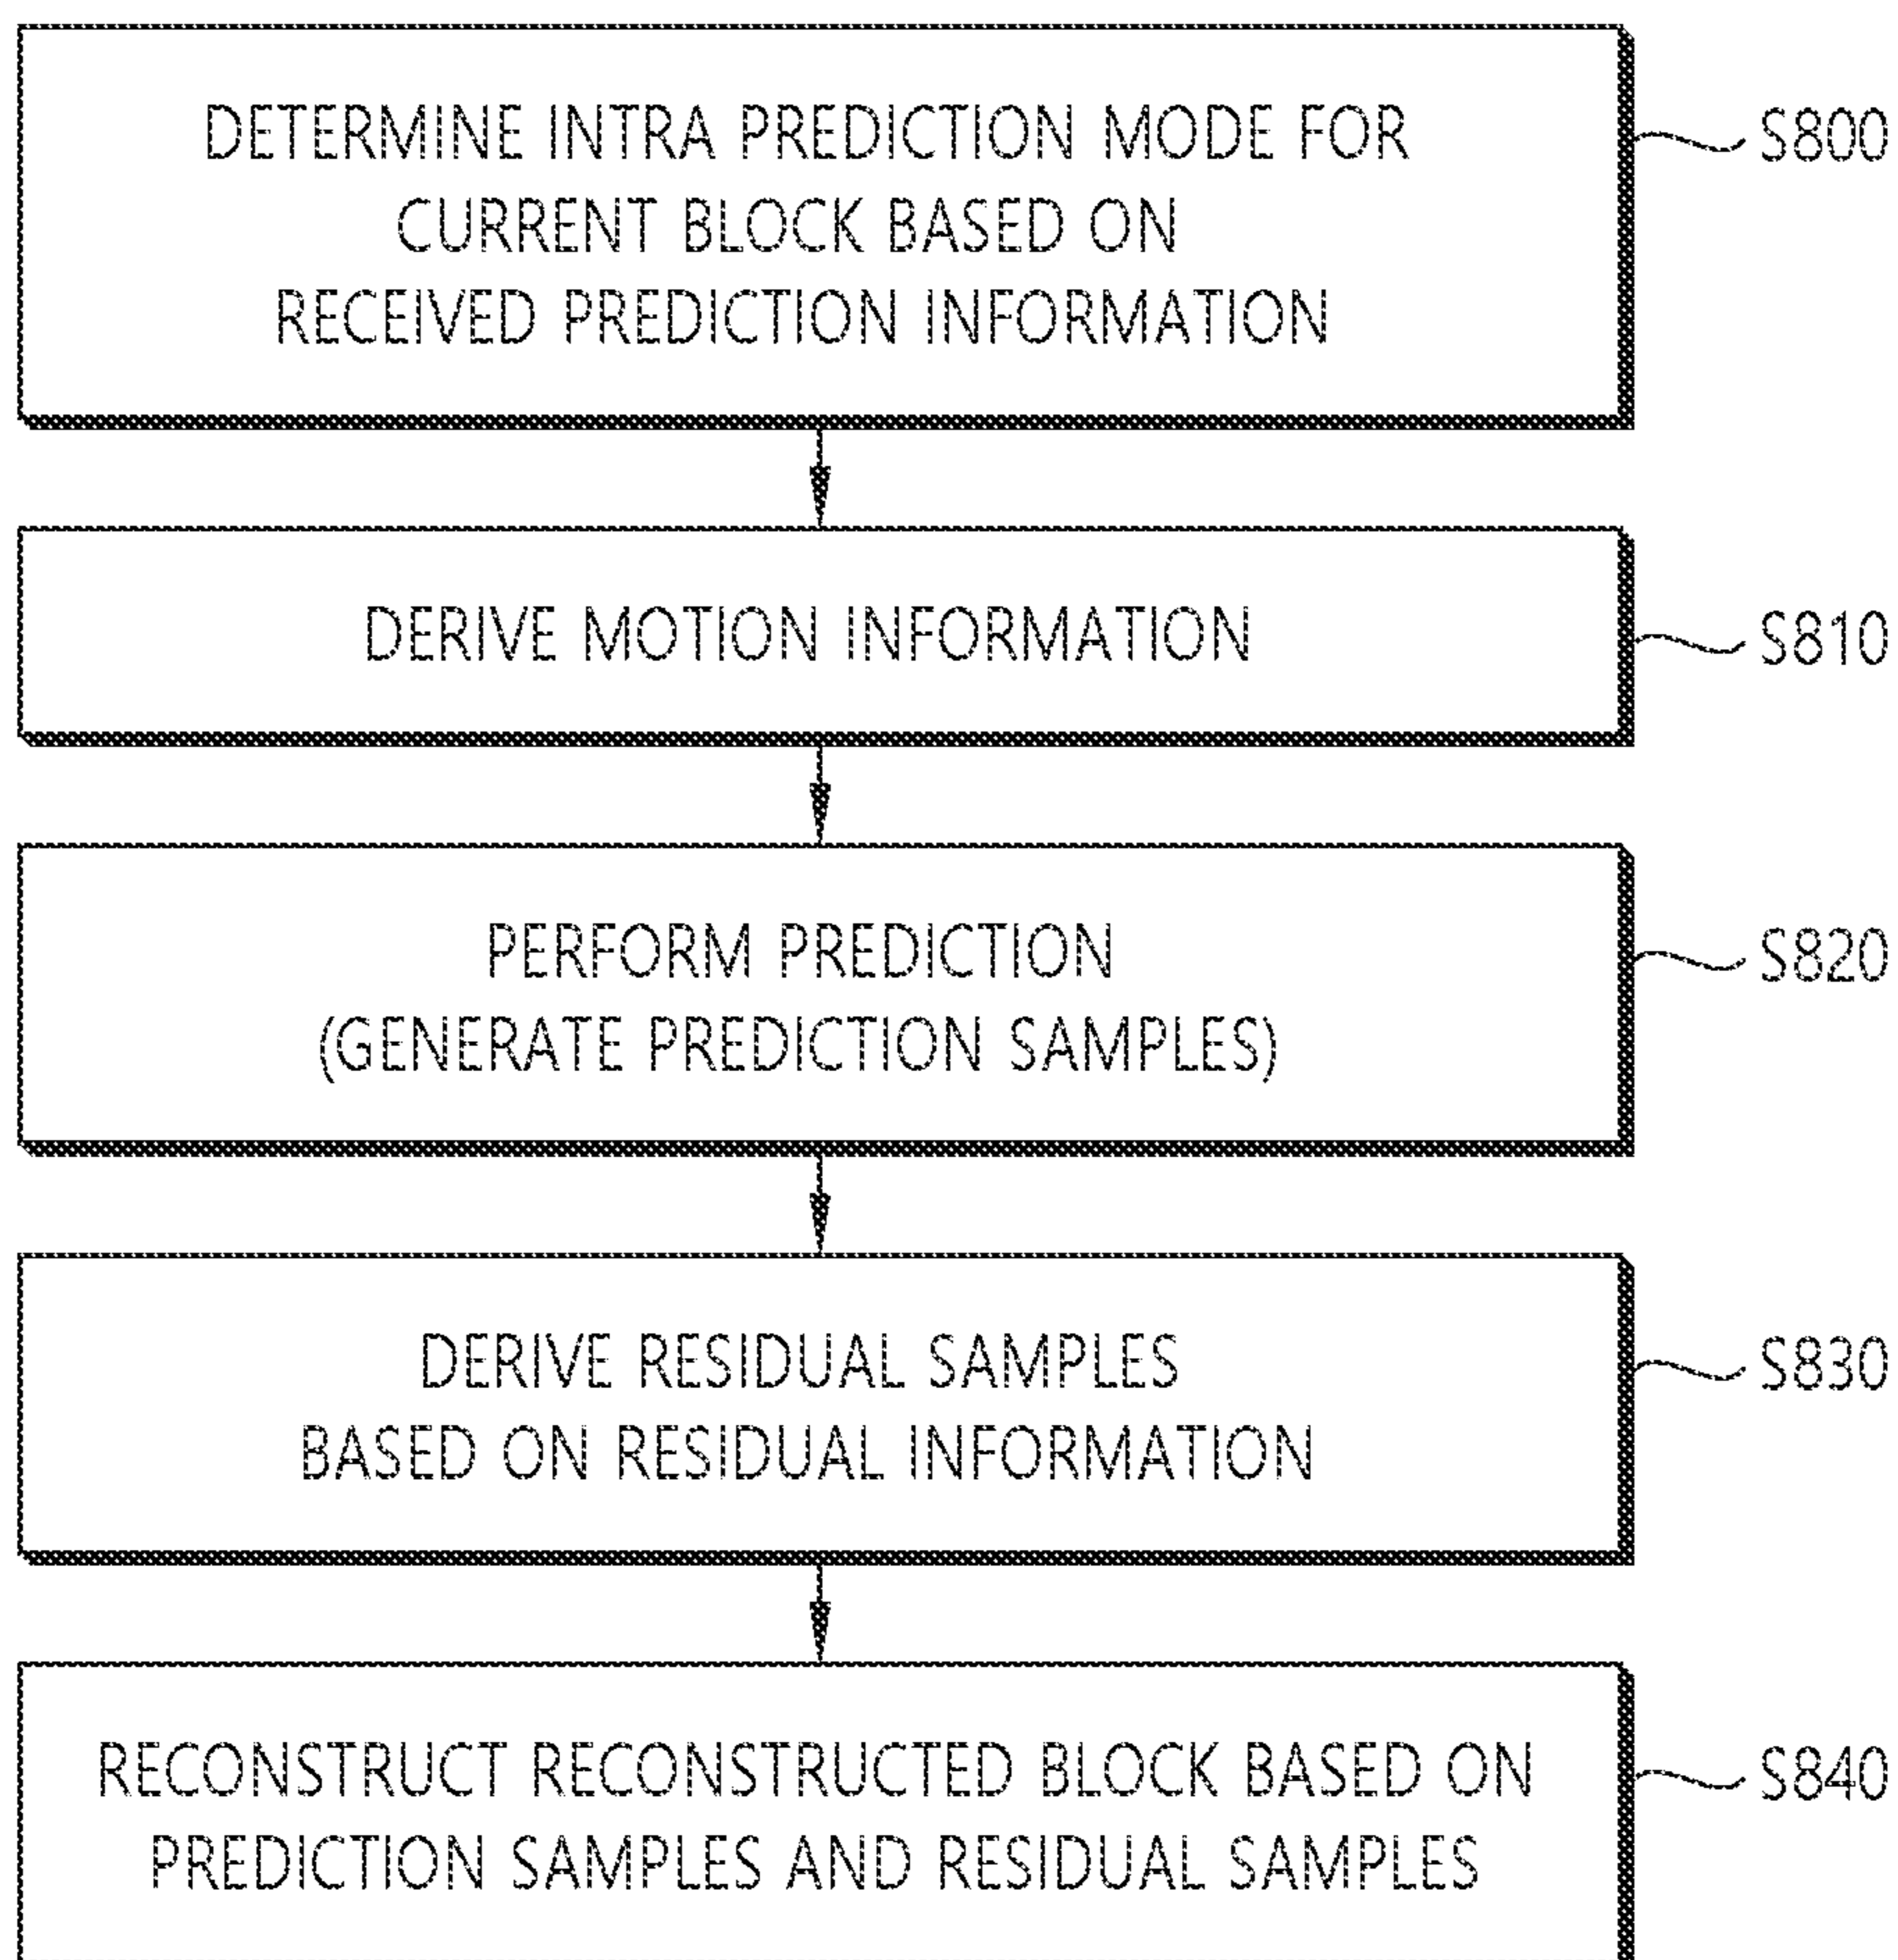 DETERMINE INTRA PREDICTION MODE FOR
CURRENT BLOCK BASED ON
RECEIVED PREDICTION INFORMATION
S800
DERIVE MOTION INFORMATION
S810
PERFORM PREDICTION
(GENERATE PREDICTION SAMPLES)
S820
DERIVE RESIDUAL SAMPLES
BASED ON RESIDUAL INFORMATION
S830
RECONSTRUCT RECONSTRUCTED BLOCK BASED ON
PREDICTION SAMPLES AND RESIDUAL SAMPLES
S840